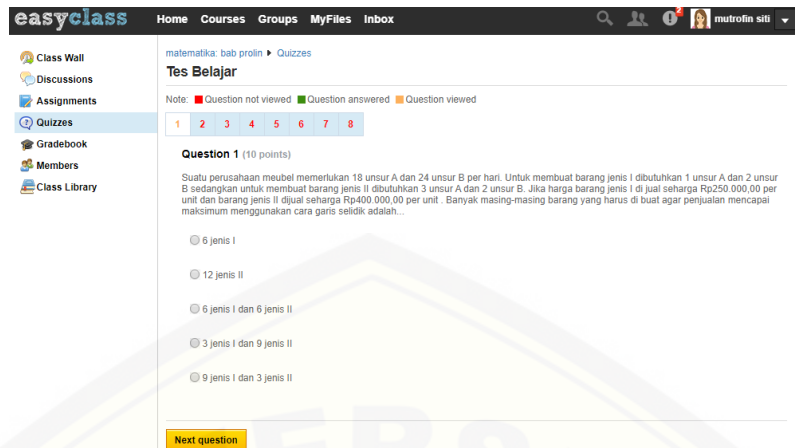 easyclass Home Courses Groups MyFiles Inbox 2 mutrofin siti
Class Wall
Discussions
Assignments
Quizzes
Gradebook
Members
Class Library
matematika: bab prolin Quizzes
Tes Belajar
Note: Question not viewed Question answered Question viewed
1 2 3 4 5 6 7 8
Question 1 (10 points)
Suatu perusahaan meubel memerlukan 18 unsur A dan 24 unsur B per hari. Untuk membuat barang jenis I dibutuhkan 1 unsur A dan 2 unsur
B sedangkan untuk membuat barang jenis II dibutuhkan 3 unsur A dan 2 unsur B. Jika harga barang jenis I di jual seharga Rp250.000,00 per
unit dan barang jenis II dijual seharga Rp400.000,00 per unit . Banyak masing-masing barang yang harus di buat agar penjualan mencapai
maksimum menggunakan cara garis selidik adalah...
6 jenis I
12 jenis II
6 jenis I dan 6 jenis II
3 jenis I dan 9 jenis II
9 jenis I dan 3 jenis II
Next question